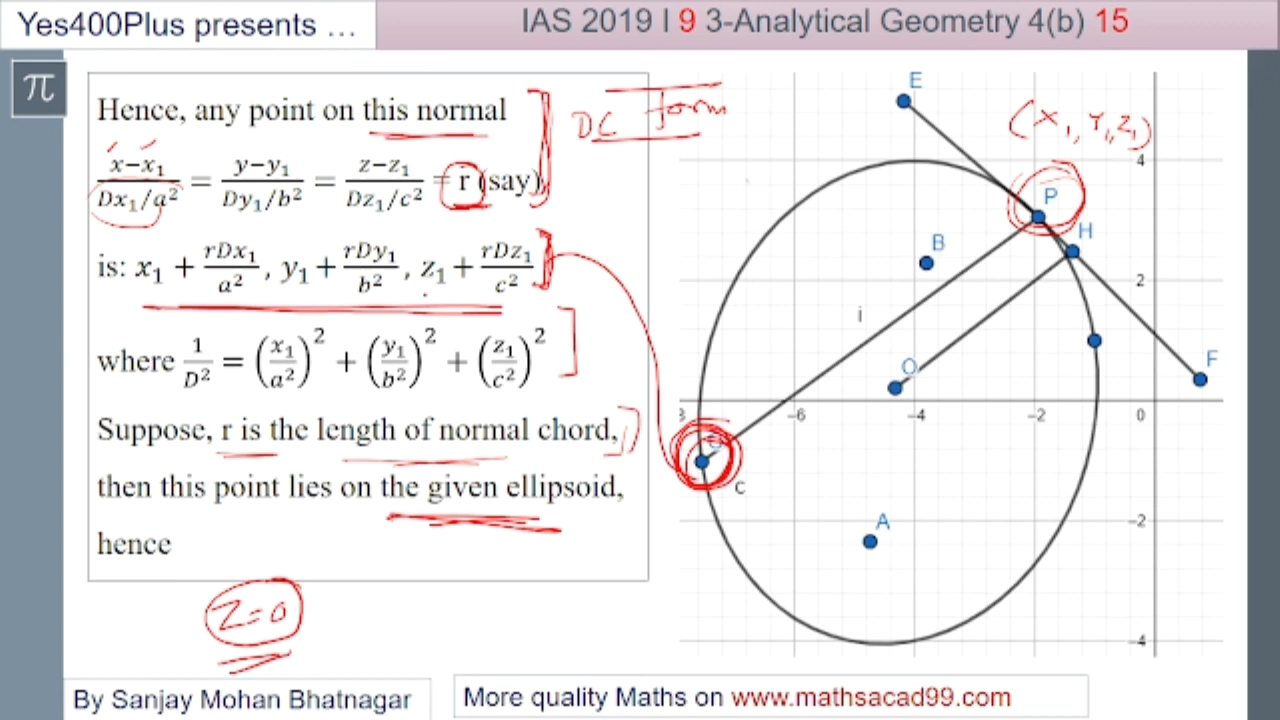 Yes400Plus presents …
IAS 2019 I 9 3-Analytical Geometry 4(b) 15
π
Hence, any point on this normal
(x−x₁)/(Dx₁/a²) = (y−y₁)/(Dy₁/b²) = (z−z₁)/(Dz₁/c²) = r (say)
is: x₁ + rDx₁/a², y₁ + rDy₁/b², z₁ + rDz₁/c²
where 1/D² = (x₁/a²)² + (y₁/b²)² + (z₁/c²)²
Suppose, r is the length of normal chord,
then this point lies on the given ellipsoid,
hence
DC form
Z=0
(X₁, Y₁, Z₁)
E
P
H
B
i
O
F
A
c
4
2
−6
−4
−2
0
−2
−4
By Sanjay Mohan Bhatnagar
More quality Maths on www.mathsacad99.com